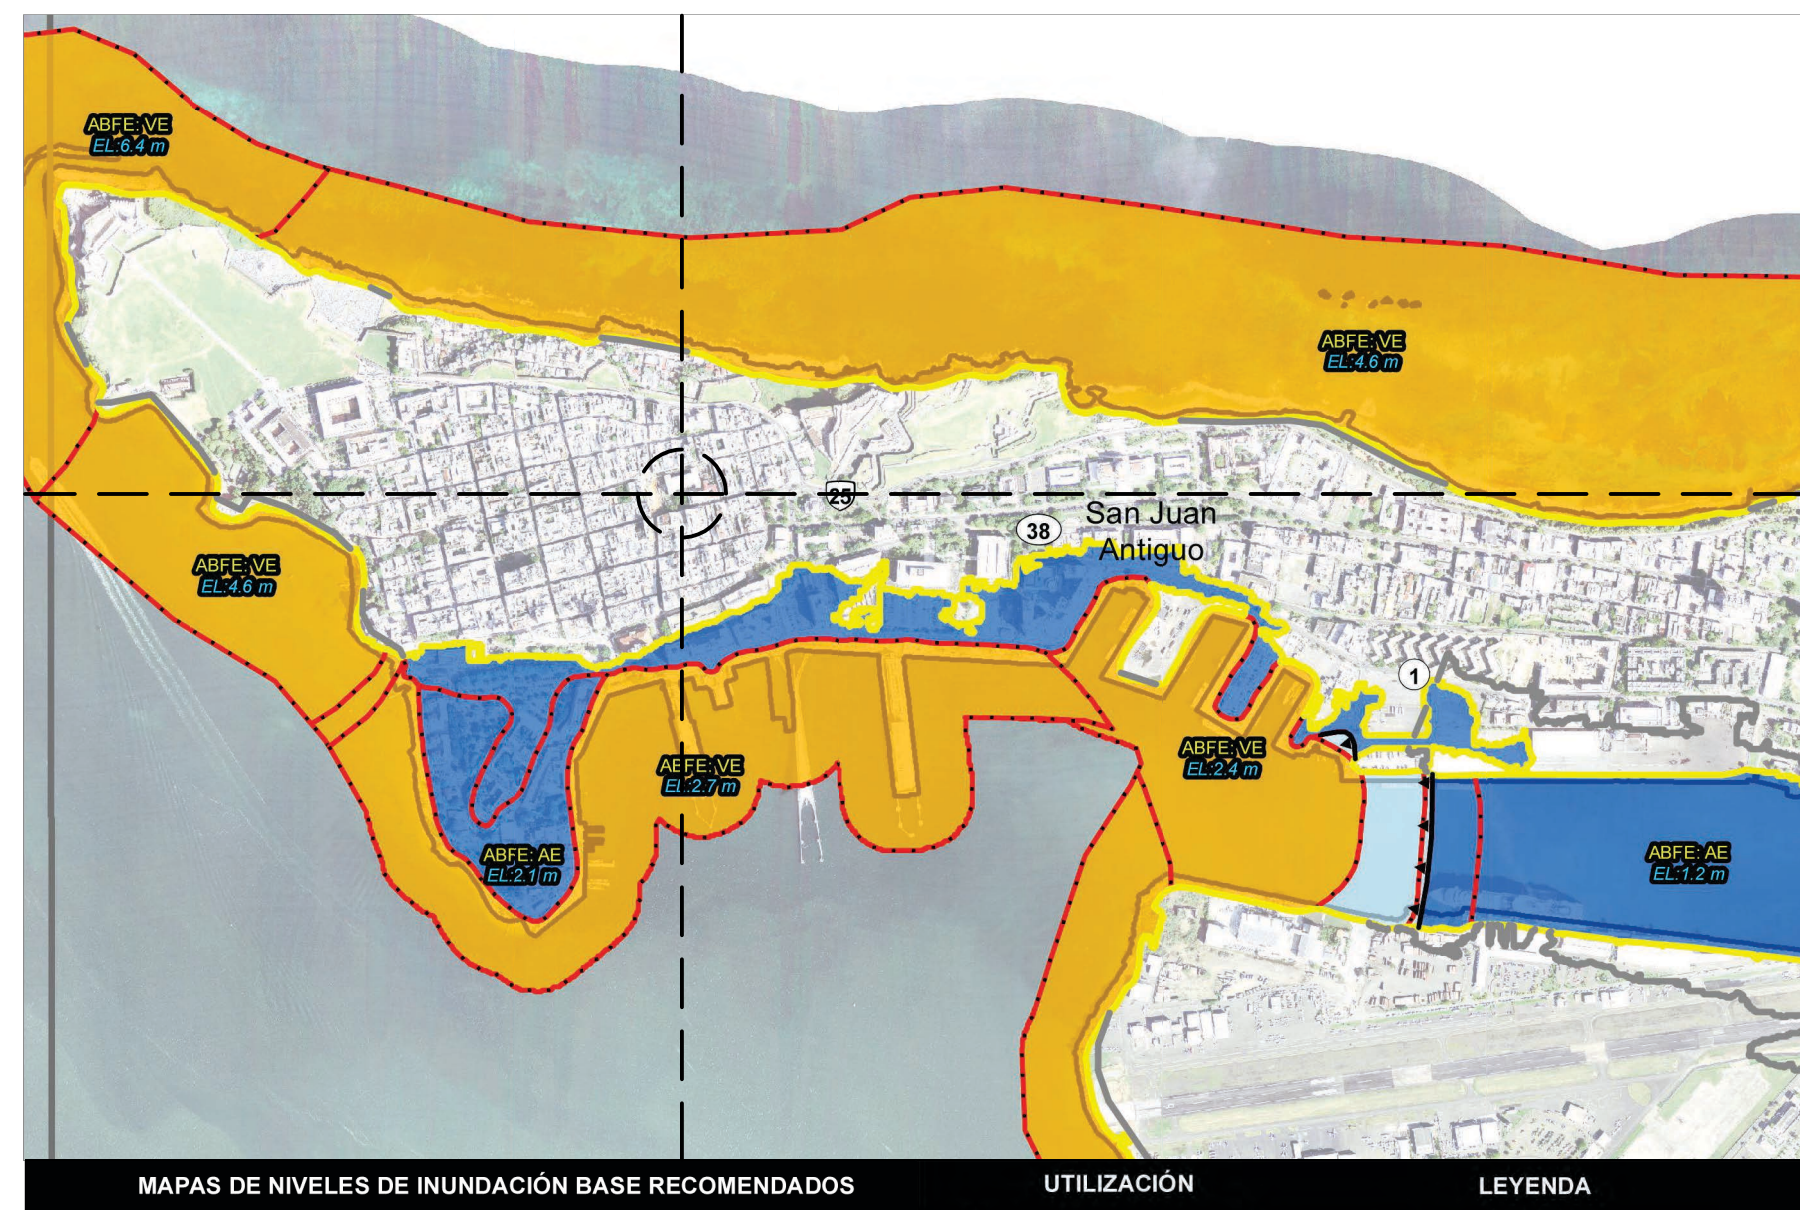 ABFE: VE
EL:6.4 m
ABFE: VE
EL:4.6 m
25
38
San Juan
Antiguo
ABFE: VE
EL:4.6 m
1
ABFE: VE
EL:2.7 m
ABFE: VE
EL:2.4 m
ABFE: AE
EL:2.1 m
ABFE: AE
EL:1.2 m
MAPAS DE NIVELES DE INUNDACIÓN BASE RECOMENDADOS
UTILIZACIÓN
LEYENDA